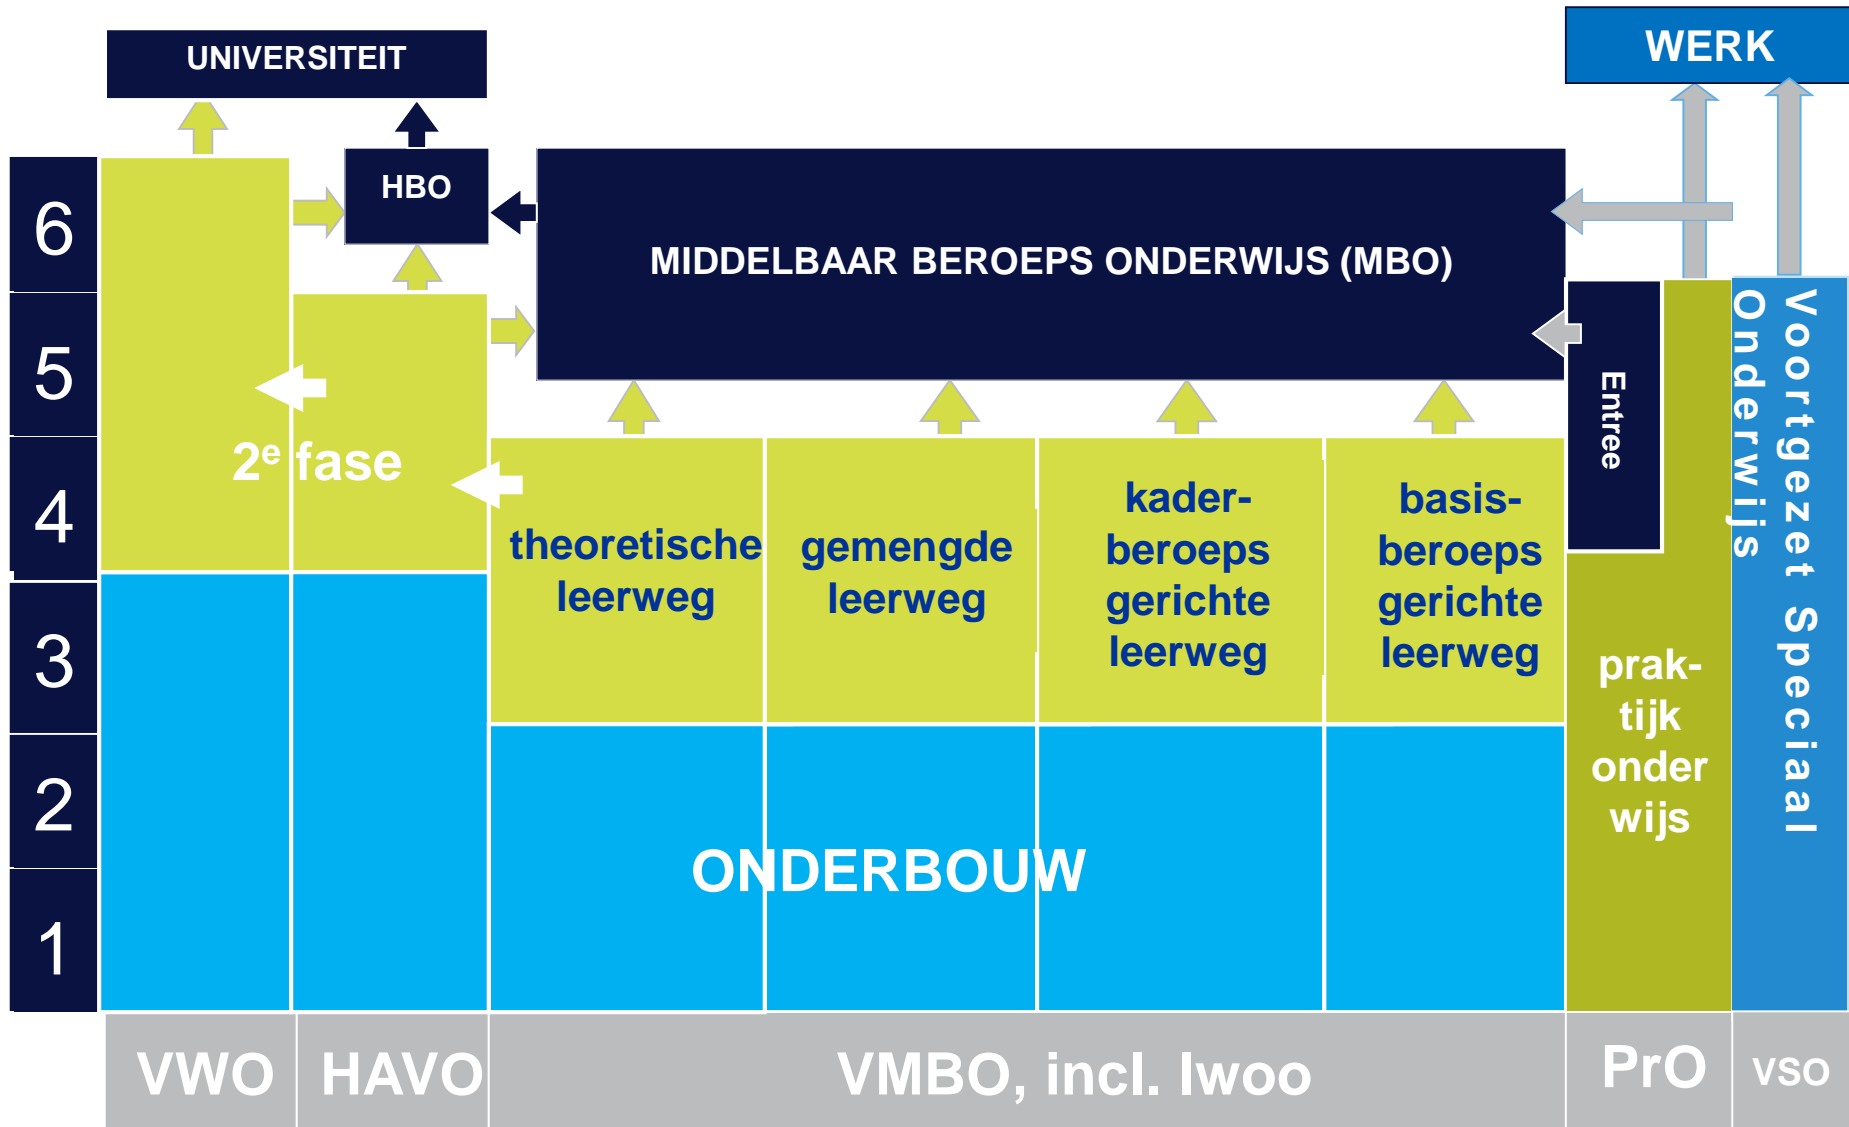 UNIVERSITEIT
WERK
HBO
MIDDELBAAR BEROEPS ONDERWIJS (MBO)
6
5
4
3
2
1
2e fase
theoretische
leerweg
gemengde
leerweg
kader-
beroeps
gerichte
leerweg
basis-
beroeps
gerichte
leerweg
Entree
prak-
tijk
onder
wijs
Voortgezet Speciaal
Onderwijs
ONDERBOUW
VWO
HAVO
VMBO, incl. lwoo
PrO
VSO